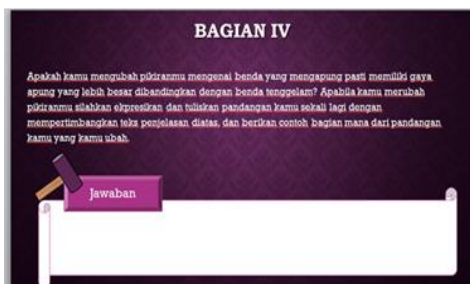 BAGIAN IV
Apakah kamu mengubah pikiranmu mengenai benda yang mengapung pasti memiliki gaya
apung yang lebih besar dibandingkan dengan benda tenggelam? Apabila kamu merubah
pikiranmu silahkan ekpresikan dan tuliskan pandangan kamu sekali lagi dengan
mempertimbangkan teks penjelasan diatas, dan berikan contoh bagian mana dari pandangan
kamu yang kamu ubah.
Jawaban